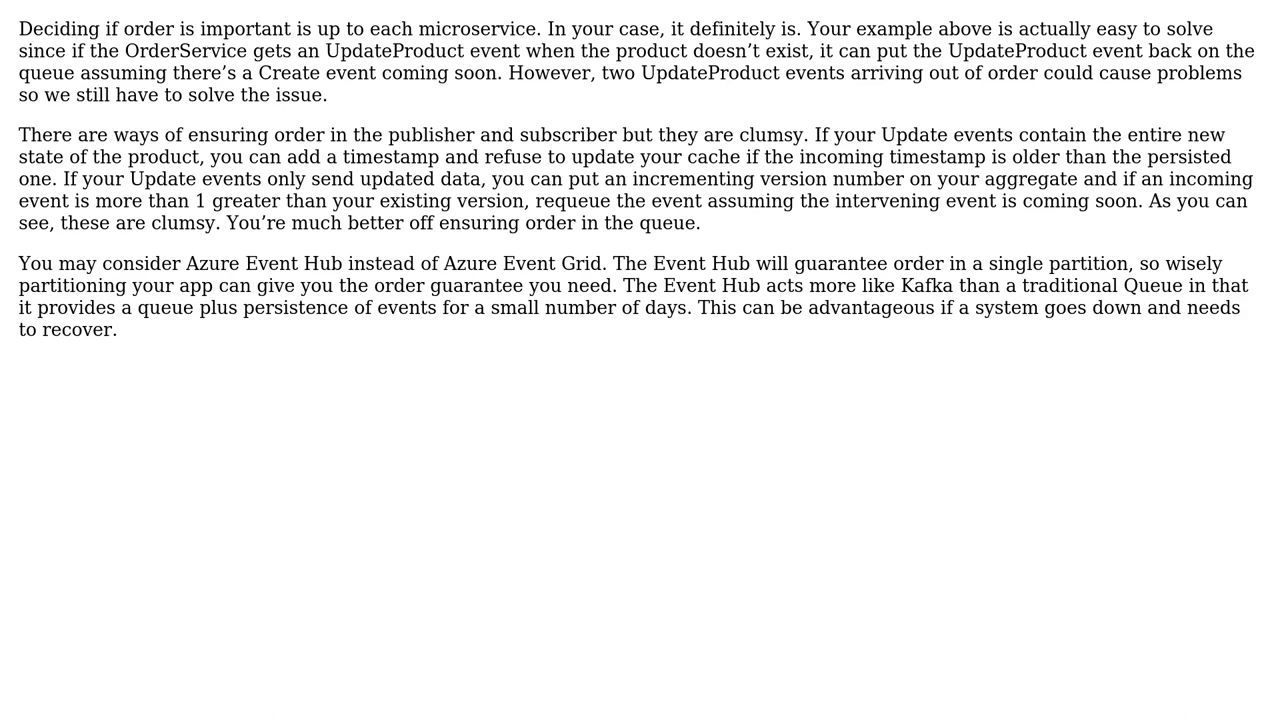 Deciding if order is important is up to each microservice. In your case, it definitely is. Your example above is actually easy to solve
since if the OrderService gets an UpdateProduct event when the product doesn’t exist, it can put the UpdateProduct event back on the
queue assuming there’s a Create event coming soon. However, two UpdateProduct events arriving out of order could cause problems
so we still have to solve the issue.
There are ways of ensuring order in the publisher and subscriber but they are clumsy. If your Update events contain the entire new
state of the product, you can add a timestamp and refuse to update your cache if the incoming timestamp is older than the persisted
one. If your Update events only send updated data, you can put an incrementing version number on your aggregate and if an incoming
event is more than 1 greater than your existing version, requeue the event assuming the intervening event is coming soon. As you can
see, these are clumsy. You’re much better off ensuring order in the queue.
You may consider Azure Event Hub instead of Azure Event Grid. The Event Hub will guarantee order in a single partition, so wisely
partitioning your app can give you the order guarantee you need. The Event Hub acts more like Kafka than a traditional Queue in that
it provides a queue plus persistence of events for a small number of days. This can be advantageous if a system goes down and needs
to recover.